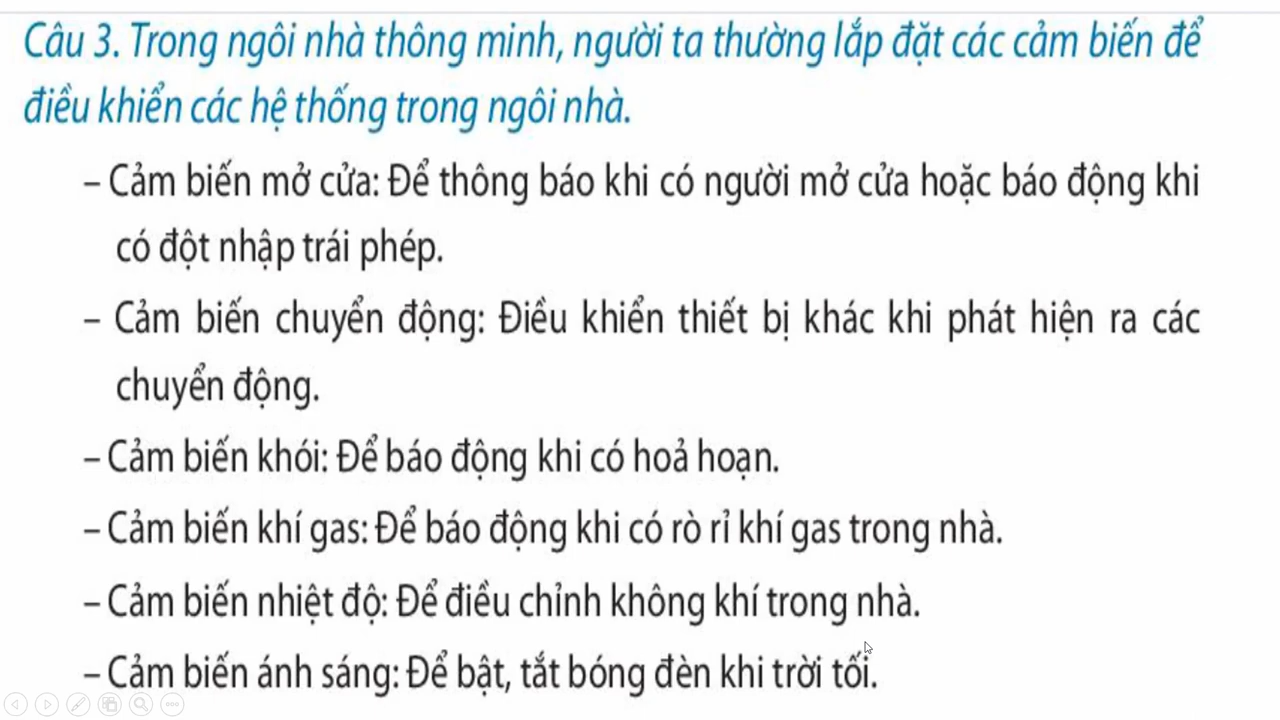 Câu 3. Trong ngôi nhà thông minh, người ta thường lắp đặt các cảm biến để
điều khiển các hệ thống trong ngôi nhà.
– Cảm biến mở cửa: Để thông báo khi có người mở cửa hoặc báo động khi
có đột nhập trái phép.
– Cảm biến chuyển động: Điều khiển thiết bị khác khi phát hiện ra các
chuyển động.
– Cảm biến khói: Để báo động khi có hoả hoạn.
– Cảm biến khí gas: Để báo động khi có rò rỉ khí gas trong nhà.
– Cảm biến nhiệt độ: Để điều chỉnh không khí trong nhà.
– Cảm biến ánh sáng: Để bật, tắt bóng đèn khi trời tối.